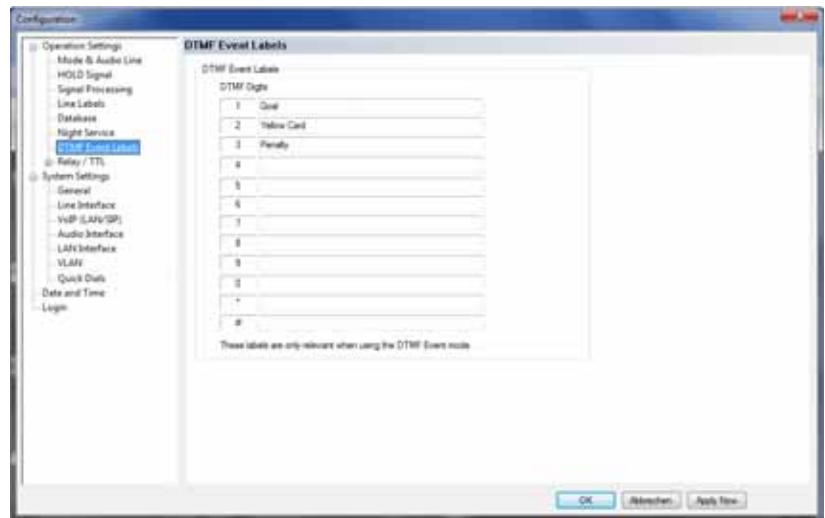 Configuration
Operation Settings
Mode & Audio Line
HOLD Signal
Signal Processing
Line Labels
Database
Night Service
DTMF Event Labels
Relay / TTL
System Settings
General
Line Interface
VoIP (LAN/SIP)
Audio Interface
LAN Interface
VLAN
Quick Dials
Date and Time
Login
DTMF Event Labels
DTMF Event Labels
DTMF Digits
1 Goal
2 Yellow Card
3 Penalty
4
5
6
7
8
9
0
*
#
These labels are only relevant when using the DTMF Event mode.
OK Abbrechen Apply Now